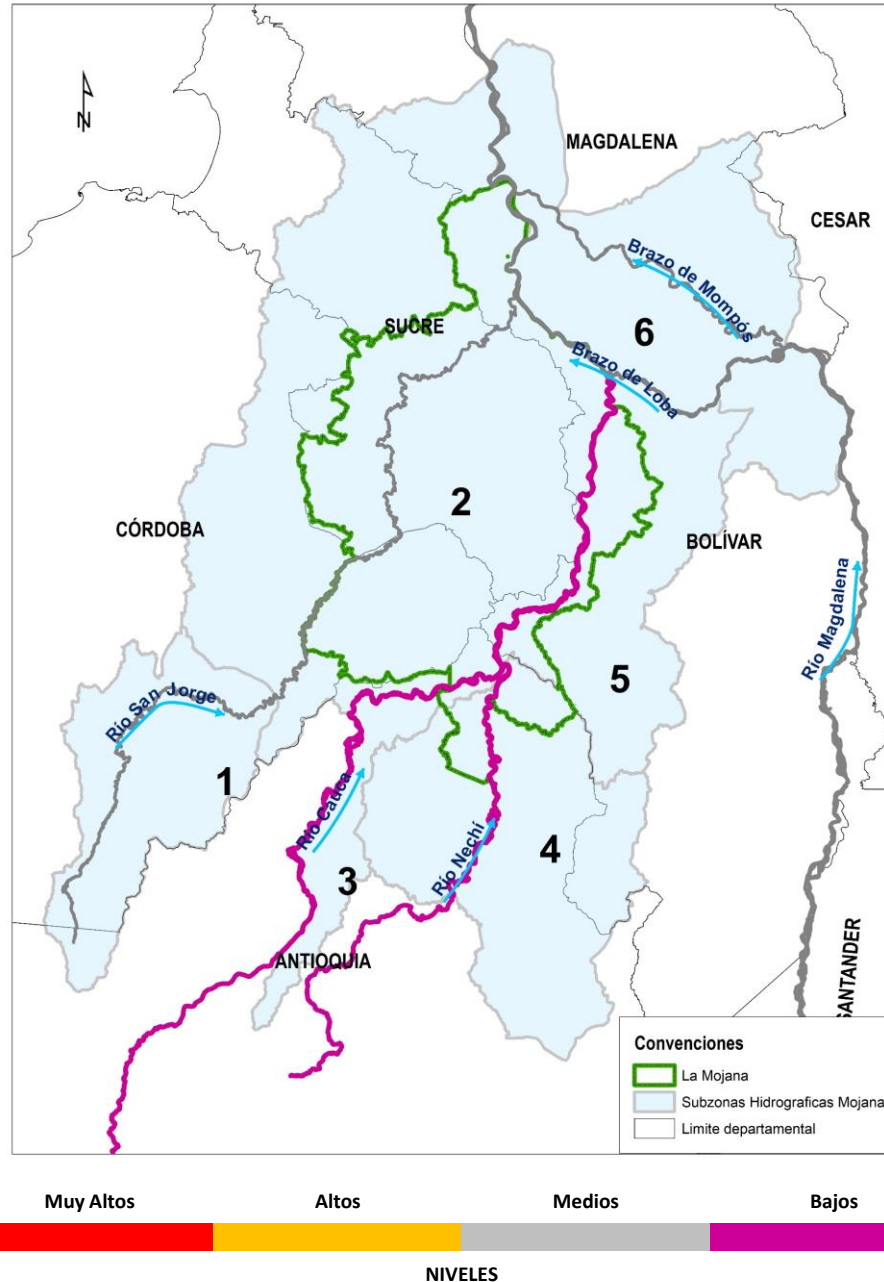 N
MAGDALENA
CESAR
Brazo de Mompós
SUCRE
6
Brazo de Loba
2
CÓRDOBA
BOLÍVAR
Río Magdalena
5
Río San Jorge
1
Río Cauca
4
Río Nechí
3
ANTIOQUIA
SANTANDER
Convenciones
La Mojana
Subzonas Hidrograficas Mojana
Limite departamental
Muy Altos Altos Medios Bajos
NIVELES